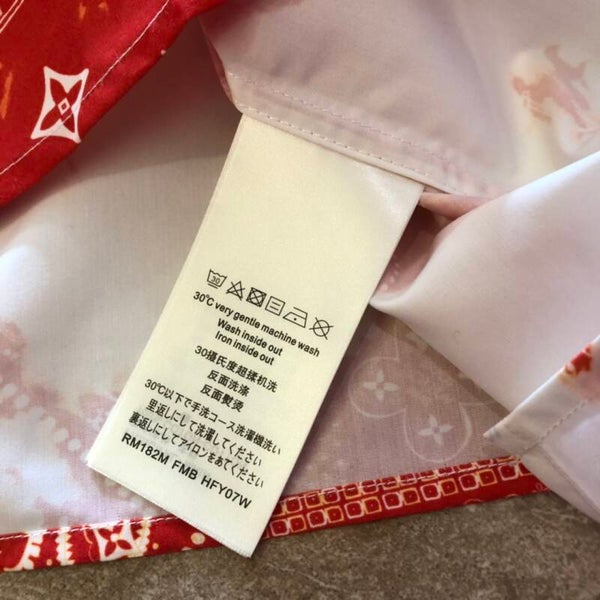 30
30℃ very gentle machine wash
Wash inside out
Iron inside out
30攝氏度超揉机洗
反面洗涤
反面熨烫
30℃以下で手洗コース洗濯機洗い
里返しにして洗濯してください
裏返しにしてアイロンをあてください
RM182M FMB HFY07W